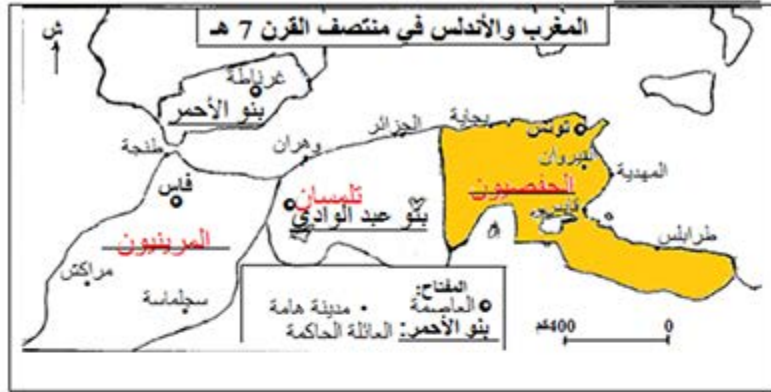 المغرب والأندلس في منتصف القرن 7 هـ
ش
غرناطة
بنو الأحمر
طنجة
وهران
الجزائر
بجاية
تونس
القيروان
المهدية
فاس
تلمسان
بنو عبد الوادي
الحفصيون
قابس
طرابلس
المرينيون
مراكش
سجلماسة
المفتاح:
العاصمة • مدينة هامة
بنو الأحمر: العائلة الحاكمة
400كم 0